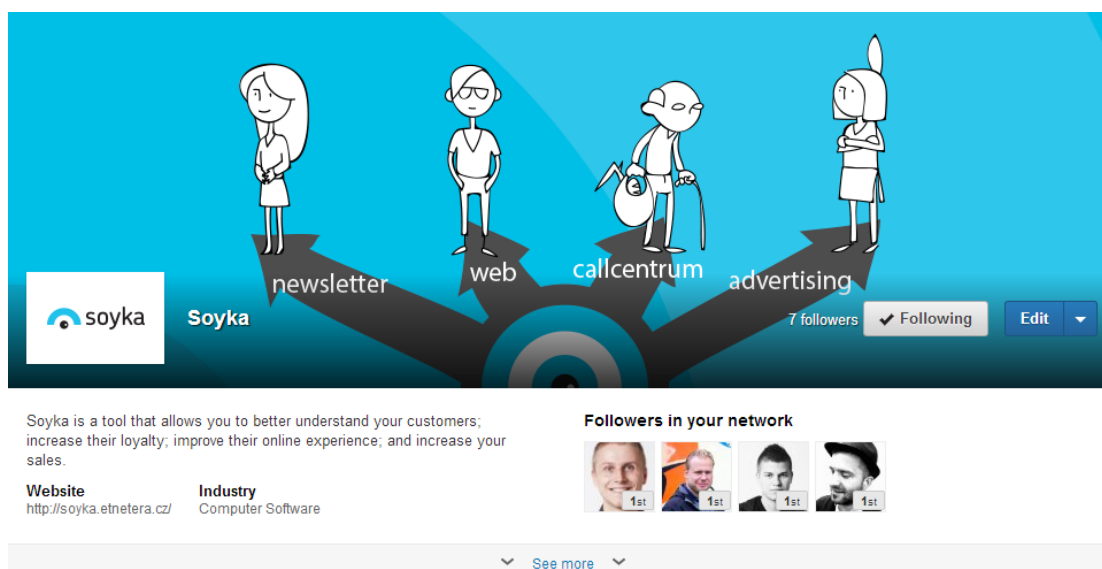 newsletter
web
callcentrum
advertising
soyka
Soyka
7 followers
Following
Edit
Soyka is a tool that allows you to better understand your customers;
increase their loyalty; improve their online experience; and increase your
sales.
Website
Industry
http://soyka.etnetera.cz/
Computer Software
Followers in your network
1st
1st
1st
1st
See more